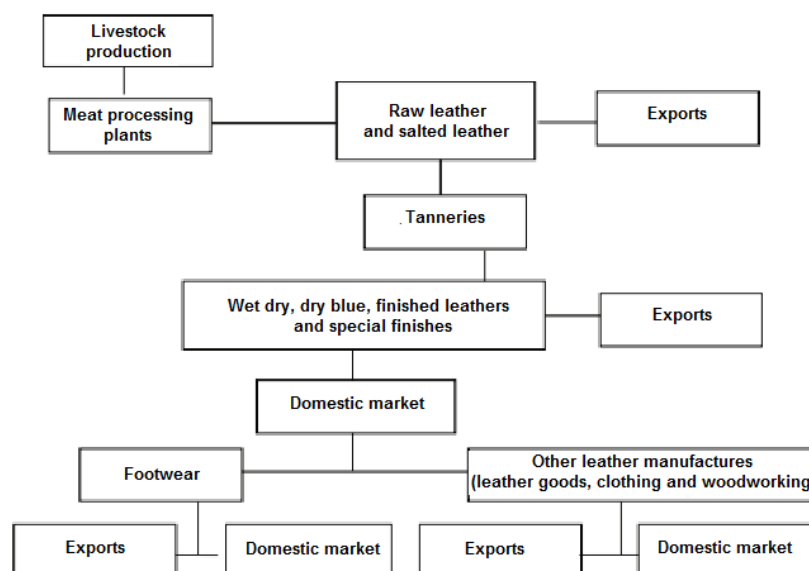 Livestock
production
Meat processing
plants
Raw leather
and salted leather
Exports
.Tanneries
Wet dry, dry blue, finished leathers
and special finishes
Exports
Domestic market
Footwear
Other leather manufactures
(leather goods, clothing and woodworking
Exports
Domestic market
Exports
Domestic market